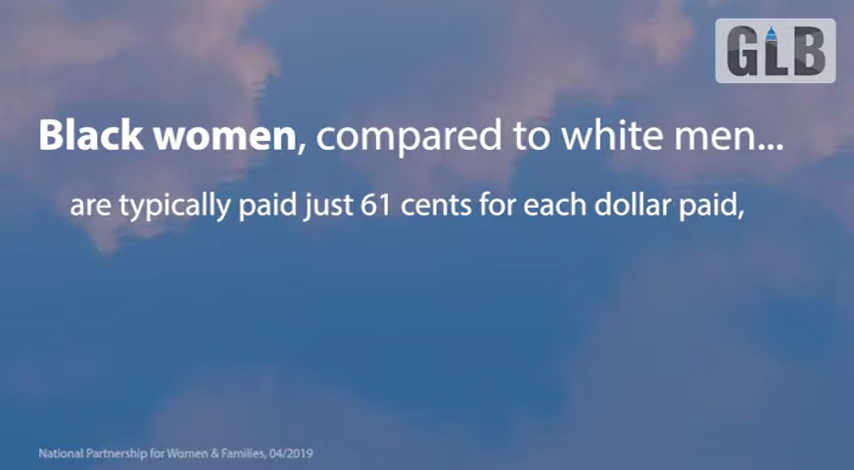 GLB
Black women, compared to white men...
are typically paid just 61 cents for each dollar paid,
National Partnership for Women & Families, 04/2019